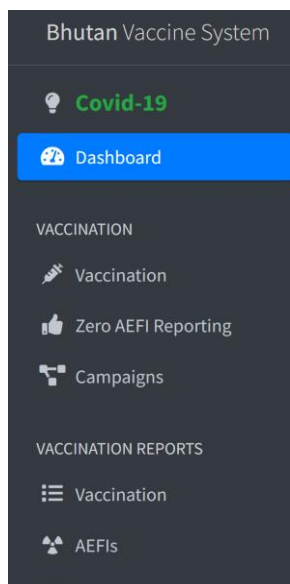 Bhutan Vaccine System
Covid-19
Dashboard
VACCINATION
Vaccination
Zero AEFI Reporting
Campaigns
VACCINATION REPORTS
Vaccination
AEFIs